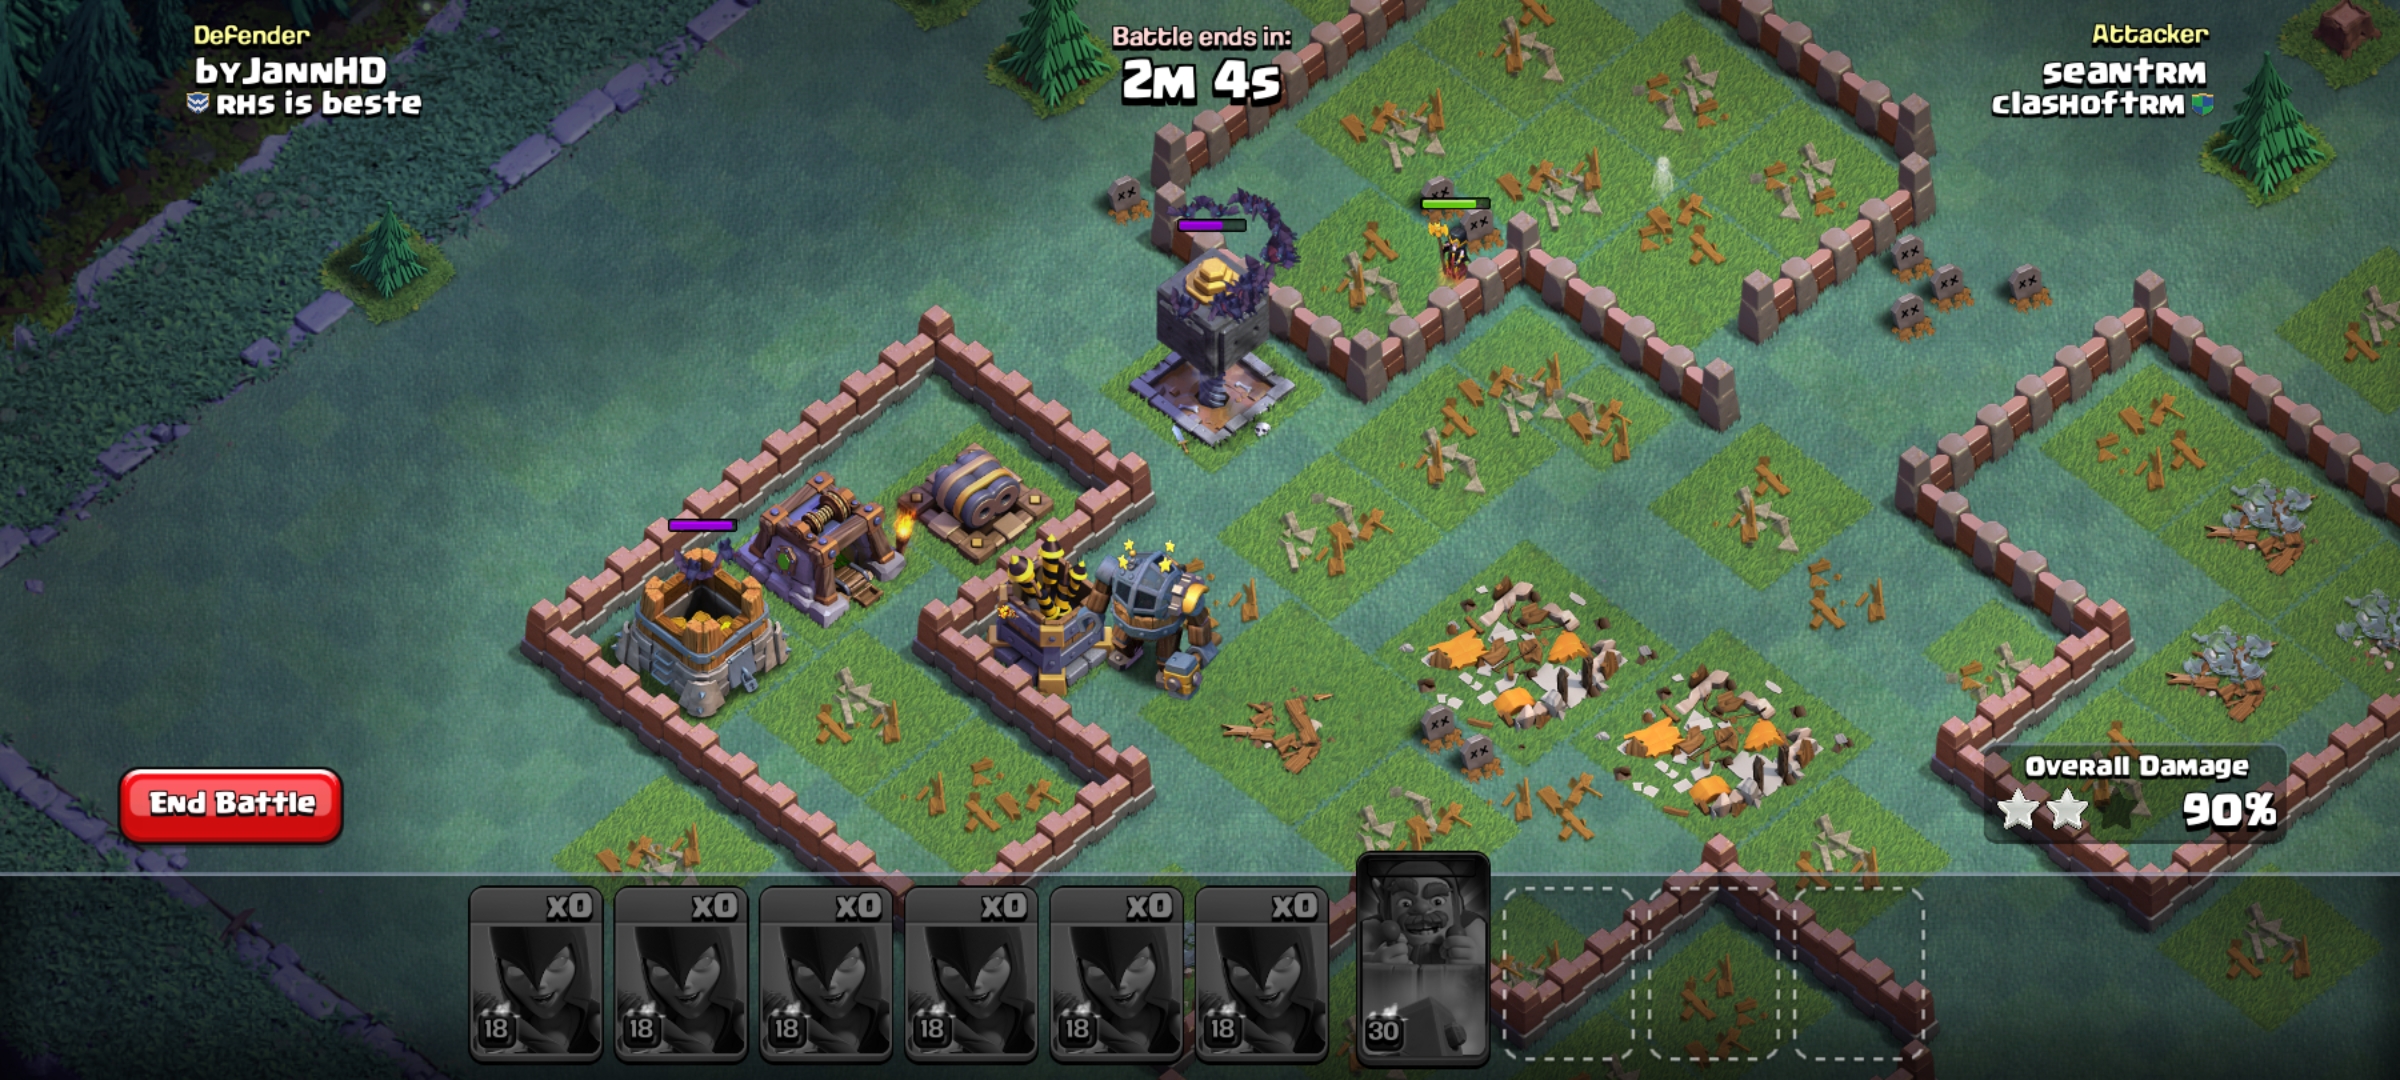 Defender
byJannHD
RHS is beste
Battle ends in:
2M 4S
Attacker
seantRM
clashoftRM
End Battle
Overall Damage
90%
x0
x0
x0
x0
x0
x0
18
18
18
18
18
18
30